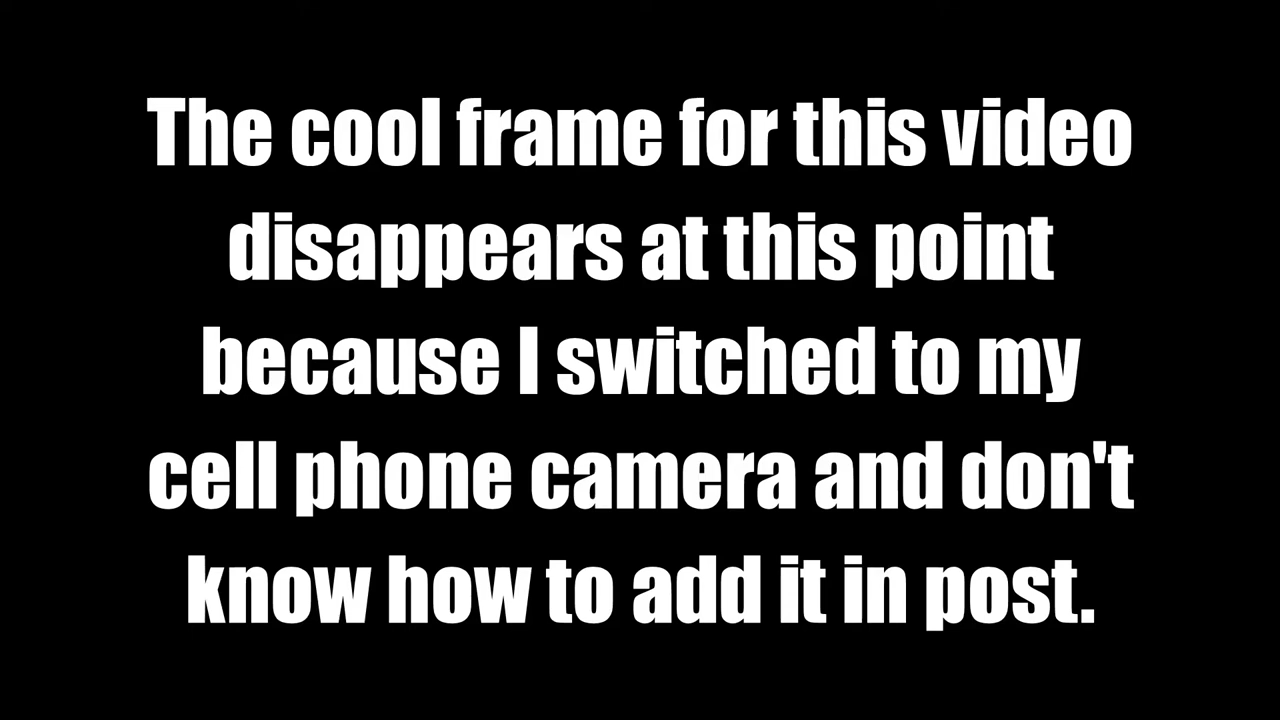 The cool frame for this video
disappears at this point
because I switched to my
cell phone camera and don't
know how to add it in post.